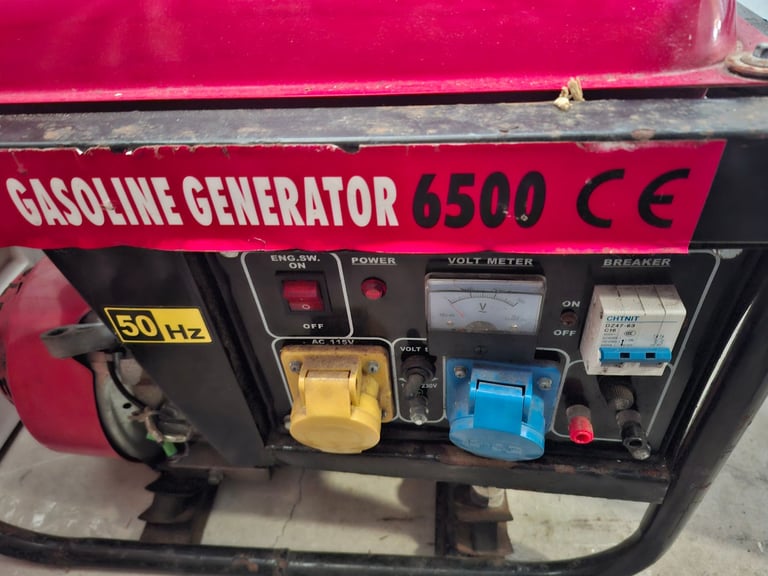 GASOLINE GENERATOR 6500 CE
ENG.SW.
ON
OFF
POWER
VOLT METER
V
BREAKER
ON
OFF
CHTNIT
DZ47-63
C16
50 Hz
AC 115V
VOLT
230V